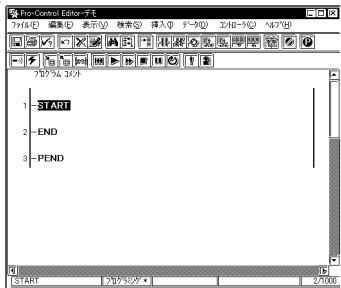 Pro-Control Editor-デモ
ファイル(F) 編集(E) 表示(V) 検索(S) 挿入(I) データ(D) コントローラ(C) ヘルプ(H)
プログラム コメント
1 START
2 END
3 PEND
START プログラミング * 2/1000